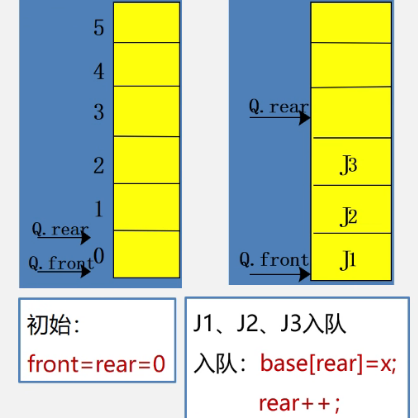 5
4
3
2
1
Q.rear
Q.front 0
Q.rear
J3
J2
Q.front
J1
初始：
front=rear=0
J1、J2、J3入队
入队：base[rear]=x;
rear++;